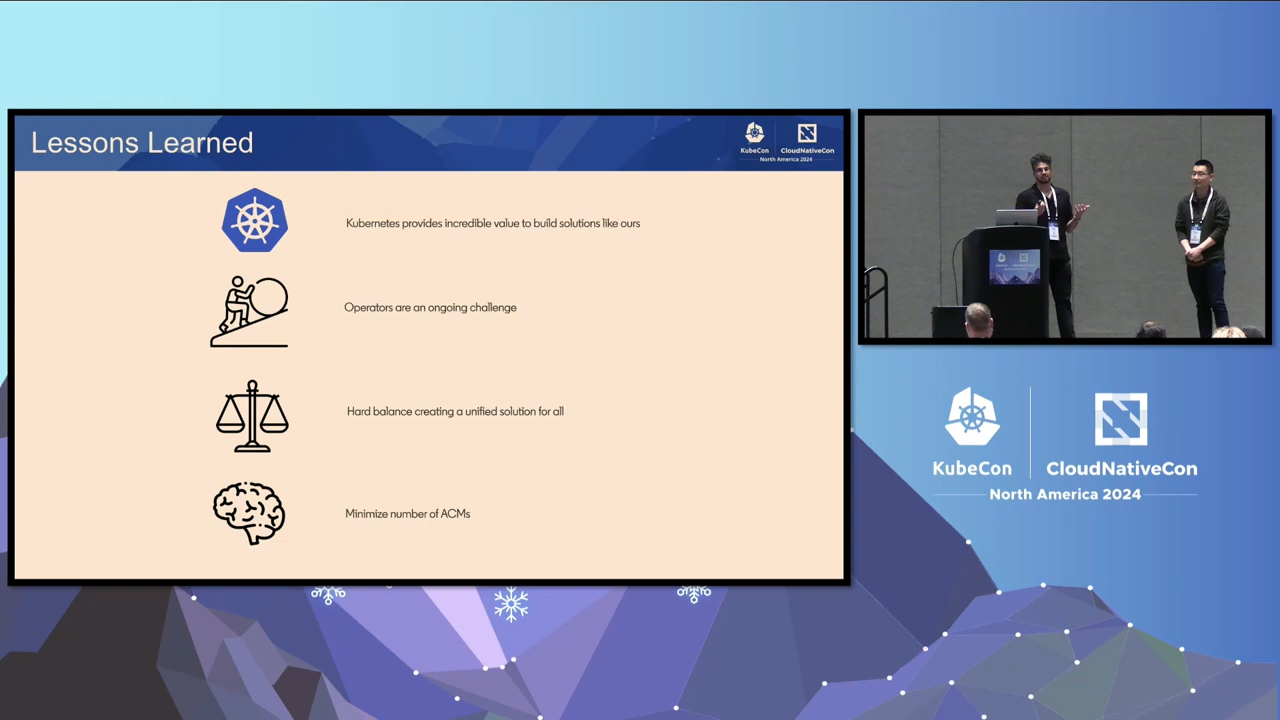 Lessons Learned
KubeCon
CloudNativeCon
North America 2024
Kubernetes provides incredible value to build solutions like ours
Operators are an ongoing challenge
Hard balance creating a unified solution for all
Minimize number of ACMs
KubeCon
CloudNativeCon
North America 2024